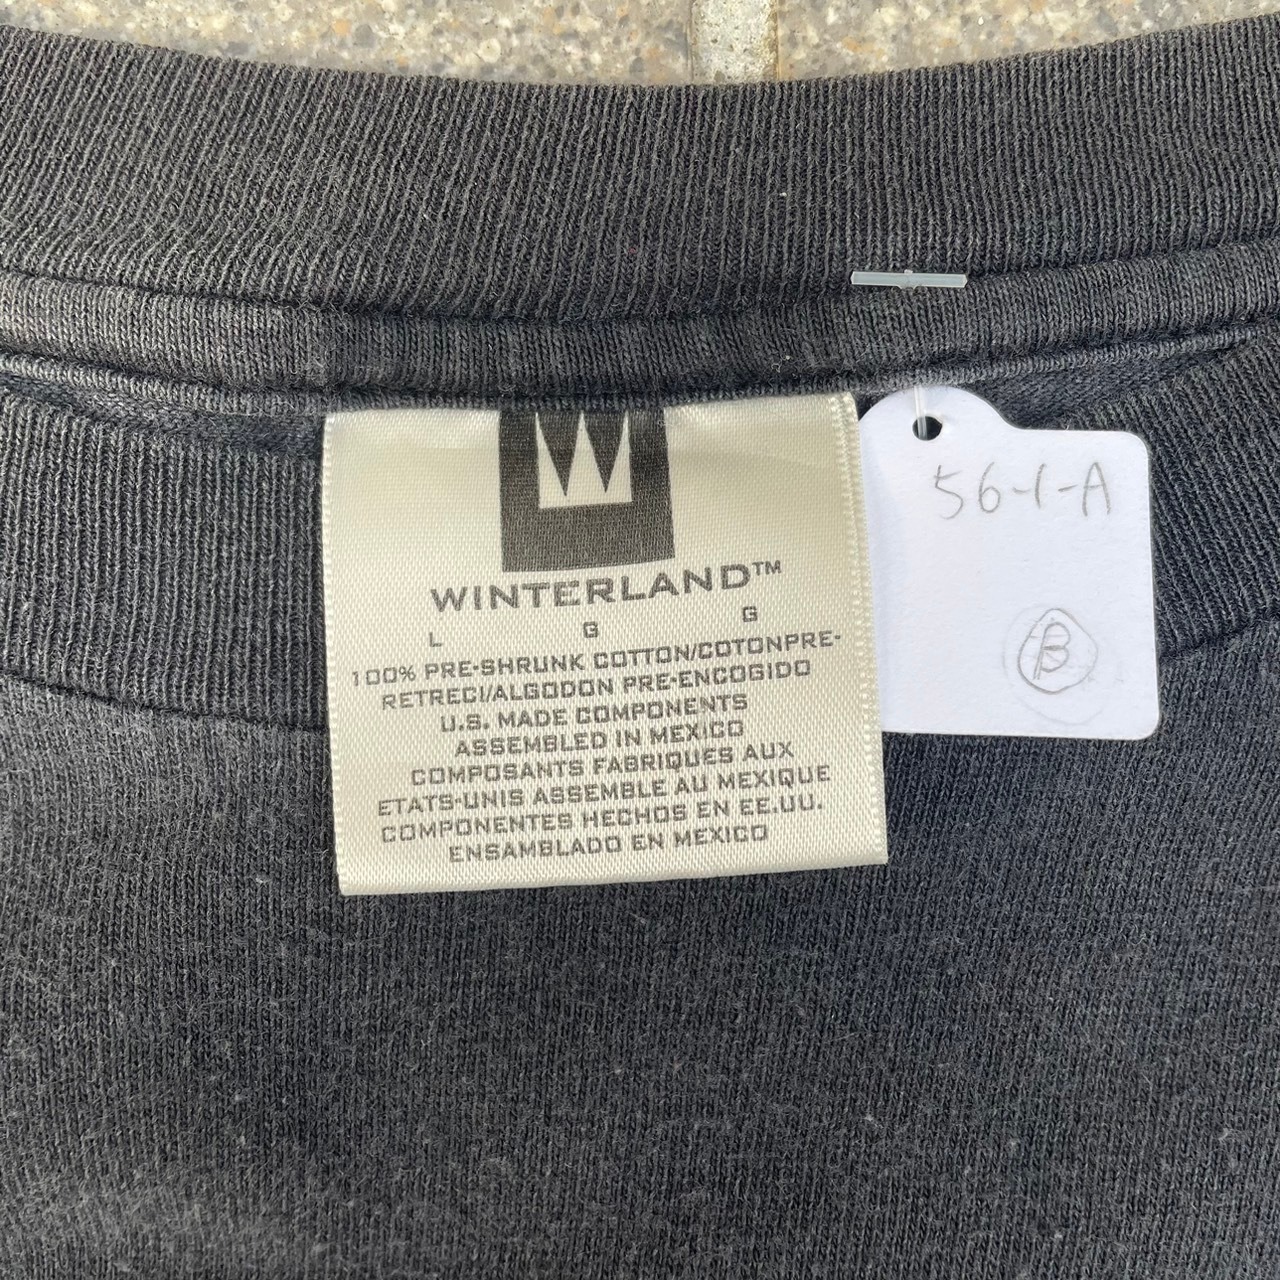 W
WINTERLAND™
L G G
100% PRE-SHRUNK COTTON/COTONPRE-
RETRECI/ALGODON PRE-ENCOGIDO
U.S. MADE COMPONENTS
ASSEMBLED IN MEXICO
COMPOSANTS FABRIQUES AUX
ETATS-UNIS ASSEMBLE AU MEXIQUE
COMPONENTES HECHOS EN EE.UU.
ENSAMBLADO EN MEXICO
56-1-A
B